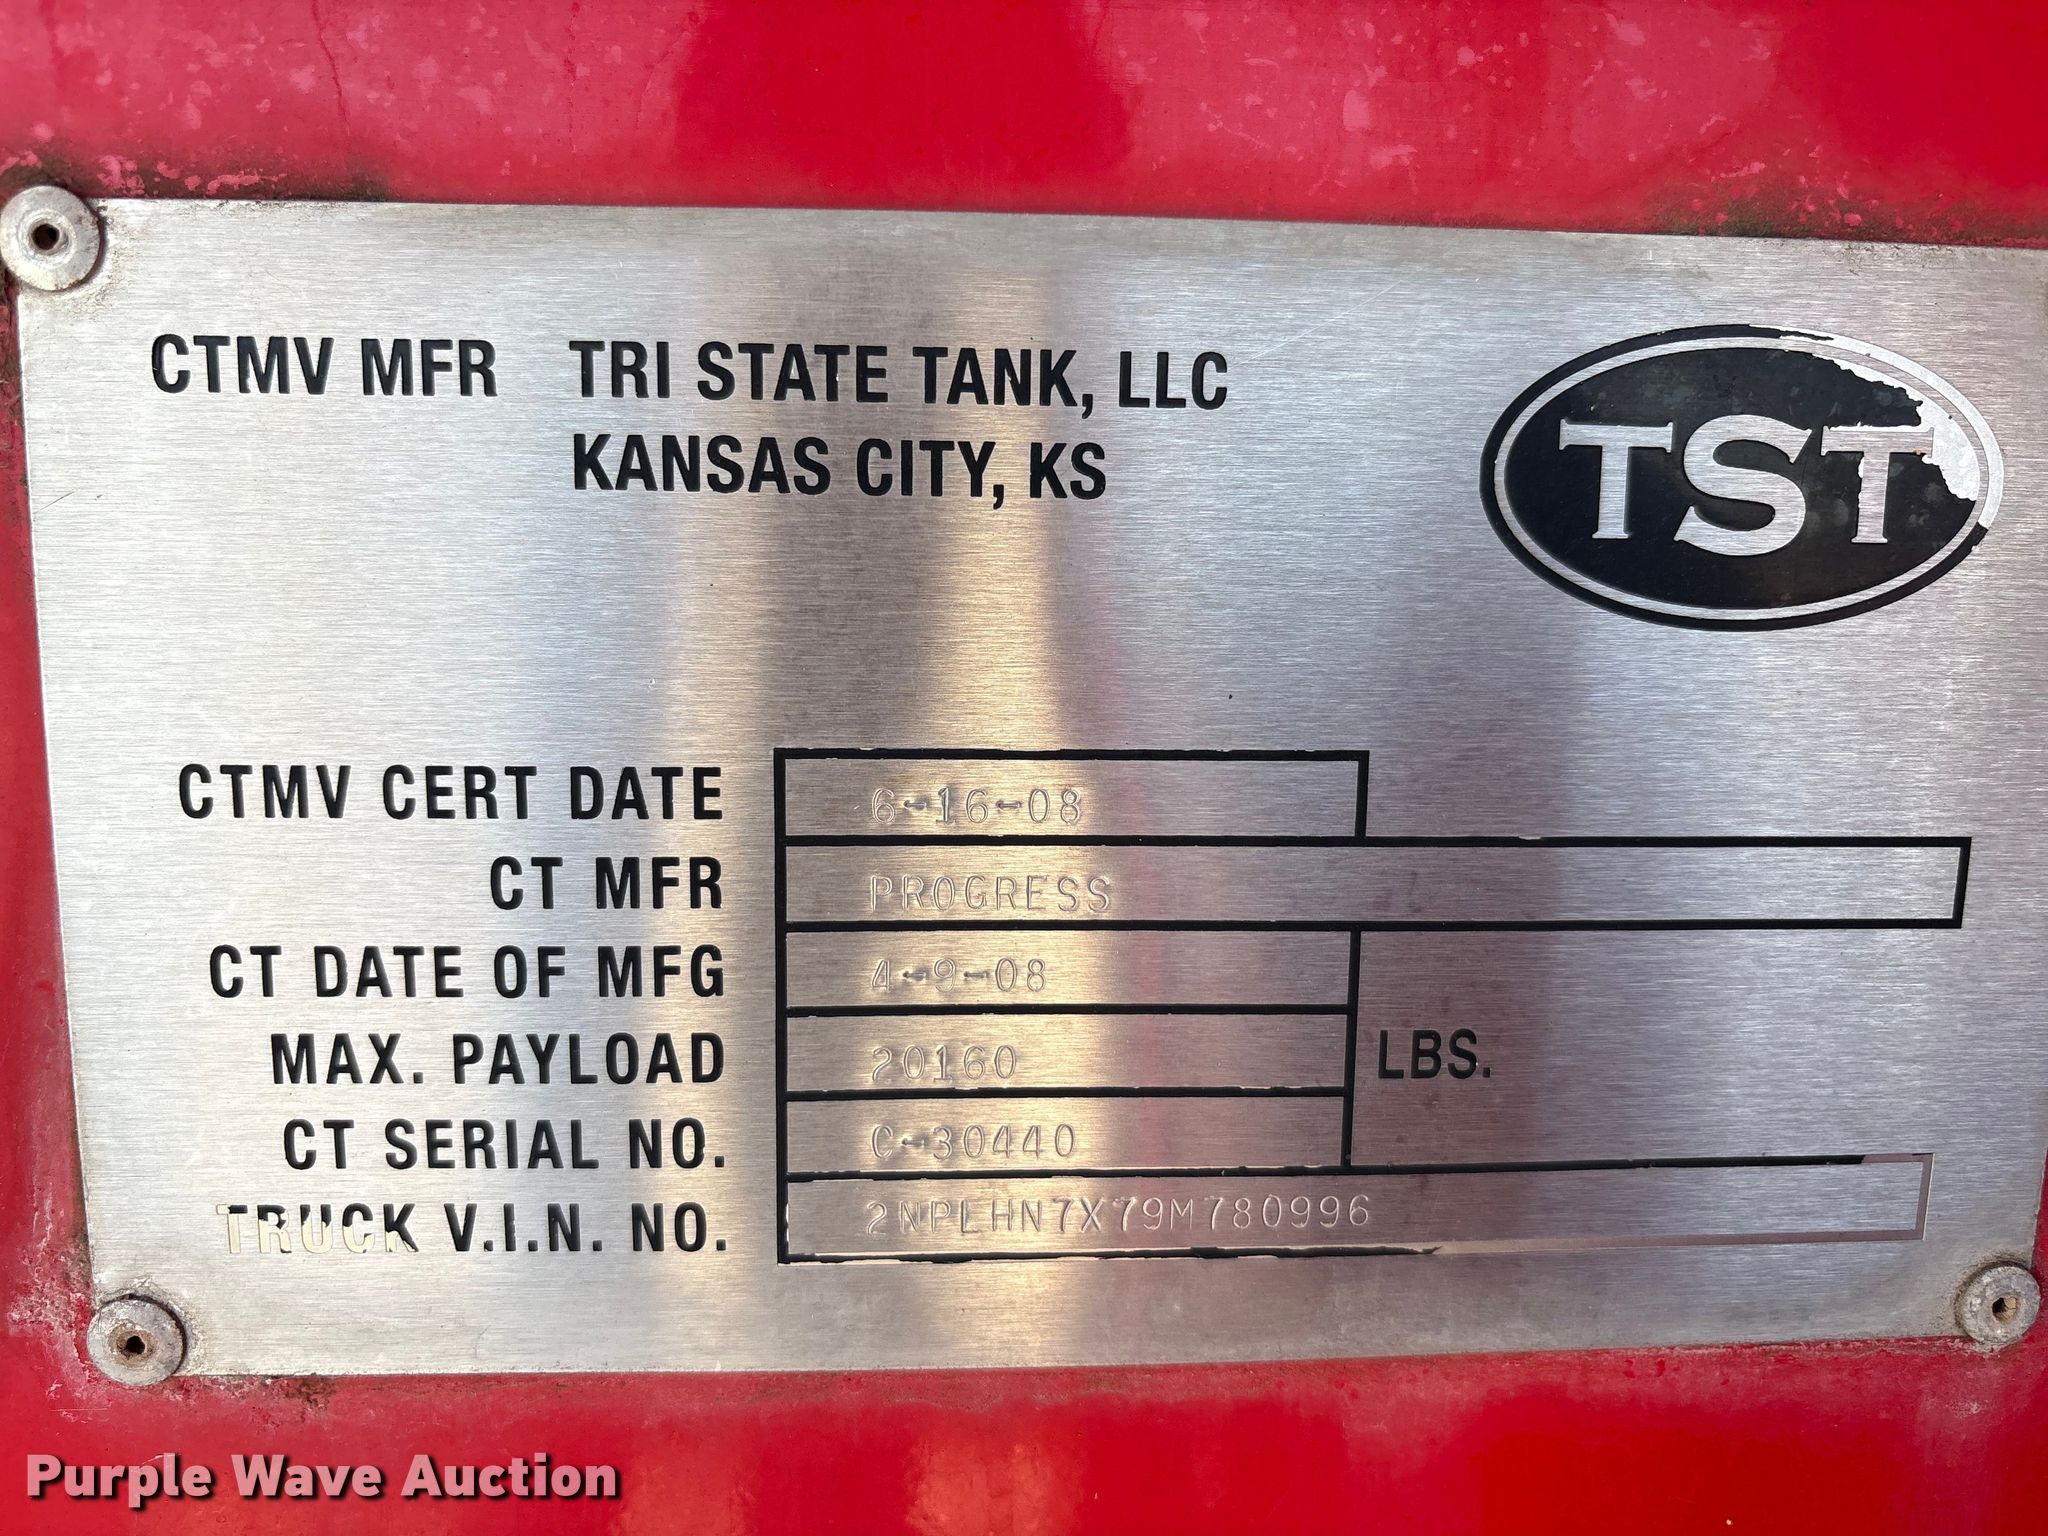 CTMV MFR TRI STATE TANK, LLC
KANSAS CITY, KS
TST
CTMV CERT DATE 6-16-08
CT MFR PROGRESS
CT DATE OF MFG 4-9-08
MAX. PAYLOAD 20160 LBS.
CT SERIAL NO. C-30440
TRUCK V.I.N. NO. 2NPLHN7X79M780996
Purple Wave Auction